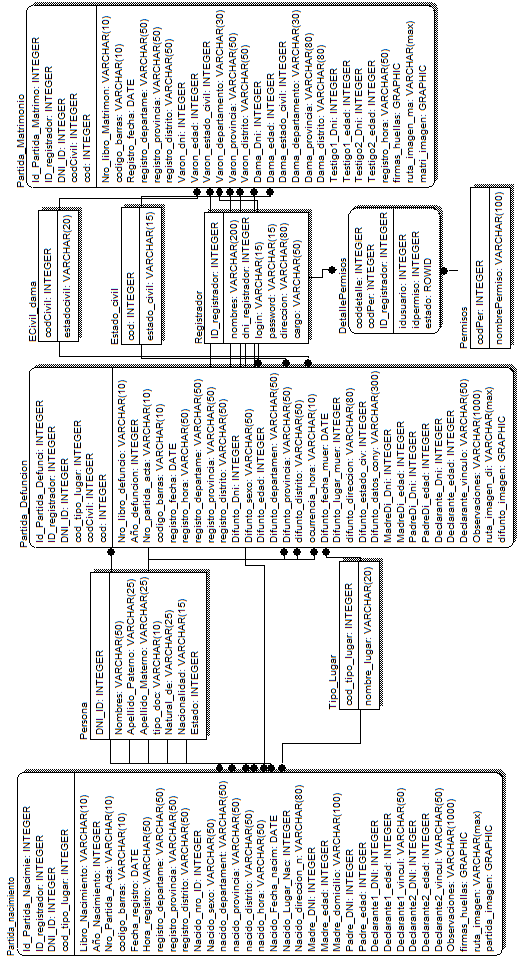 Partida_nacimiento
Id_Partida_Nacmie: INTEGER
ID_registrador: INTEGER
DNI_ID: INTEGER
cod_tipo_lugar: INTEGER
Libro_Nacimiento: VARCHAR(10)
Año_Nacimiento: INTEGER
Nro_Partida_Acta: VARCHAR(10)
codigo_barras: VARCHAR(10)
Fecha_registro: DATE
Hora_registro: VARCHAR(50)
registro_departame: VARCHAR(50)
registro_provincia: VARCHAR(50)
registro_distrito: VARCHAR(50)
Nacido_nro_ID: INTEGER
Nacido_sexo: VARCHAR(50)
nacido_departament: VARCHAR(50)
nacido_provincia: VARCHAR(50)
nacido_distrito: VARCHAR(50)
nacido_hora: VARCHAR(50)
Nacido_Fecha_nacim: DATE
Nacido_Lugar_Nac: INTEGER
Nacido_direccion_n: VARCHAR(80)
Madre_DNI: INTEGER
Madre_edad: INTEGER
Madre_domicilio: VARCHAR(100)
Padre_DNI: INTEGER
Padre_edad: INTEGER
Declarante1_DNI: INTEGER
Declarante1_edad: INTEGER
Declarante1_vincul: VARCHAR(50)
Declarante2_DNI: INTEGER
Declarante2_edad: INTEGER
Declarante2_vincul: VARCHAR(50)
Observaciones: VARCHAR(1000)
firmas_huellas: GRAPHIC
ruta_imagen: VARCHAR(max)
partida_imagen: GRAPHIC
Persona
DNI_ID: INTEGER
Nombres: VARCHAR(50)
Apellido_Paterno: VARCHAR(25)
Apellido_Materno: VARCHAR(25)
tipo_doc: VARCHAR(10)
Natural_de: VARCHAR(25)
Nacionalidad: VARCHAR(15)
Estado: INTEGER
Tipo_Lugar
cod_tipo_lugar: INTEGER
nombre_lugar: VARCHAR(20)
Partida_Defuncion
Id_Partida_Defunci: INTEGER
ID_registrador: INTEGER
DNI_ID: INTEGER
cod_tipo_lugar: INTEGER
codCivil: INTEGER
cod: INTEGER
Nro_libro_defuncio: VARCHAR(10)
Año_defuncion: INTEGER
Nro_partida_acta: VARCHAR(10)
codigo_barras: VARCHAR(10)
registro_fecha: DATE
registro_hora: VARCHAR(50)
registro_departame: VARCHAR(50)
registro_provincia: VARCHAR(50)
registro_distrito: VARCHAR(50)
Difunto_Dni: INTEGER
Difunto_sexo: VARCHAR(50)
Difunto_edad: INTEGER
Difunto_departamen: VARCHAR(50)
Difunto_provincia: VARCHAR(50)
difunto_distrito: VARCHAR(50)
ocurrencia_hora: VARCHAR(10)
Difunto_fecha_muer: DATE
Difunto_lugar_muer: INTEGER
difunto_direccion: VARCHAR(80)
Difunto_estado_civ: INTEGER
Difunto_datos_cony: VARCHAR(300)
MadreDi_Dni: INTEGER
MadreDi_edad: INTEGER
PadreDi_Dni: INTEGER
PadreDi_edad: INTEGER
Declarante_Dni: INTEGER
Declarante_edad: INTEGER
Declarante_vinculo: VARCHAR(50)
Observaciones: VARCHAR(1000)
ruta_imagen_di: VARCHAR(max)
difunto_imagen: GRAPHIC
ECivil_dama
codCivil: INTEGER
estadocivil: VARCHAR(20)
Estado_civil
cod: INTEGER
estado_civil: VARCHAR(15)
Registrador
ID_registrador: INTEGER
nombres: VARCHAR(200)
dni_registrador: INTEGER
login: VARCHAR(15)
password: VARCHAR(15)
direccion: VARCHAR(80)
cargo: VARCHAR(50)
DetallePermisos
coddetalle: INTEGER
codPer: INTEGER
ID_registrador: INTEGER
idusuario: INTEGER
idpermiso: INTEGER
estado: ROWID
Permisos
codPer: INTEGER
nombrePermiso: VARCHAR(100)
Partida_Matrimonio
Id_Partida_Matrimo: INTEGER
ID_registrador: INTEGER
DNI_ID: INTEGER
codCivil: INTEGER
cod: INTEGER
Nro_libro_Matrimon: VARCHAR(10)
codigo_barras: VARCHAR(10)
Registro_fecha: DATE
registro_departame: VARCHAR(50)
registro_provincia: VARCHAR(50)
registro_distrito: VARCHAR(50)
Varon_Dni: INTEGER
Varon_edad: INTEGER
Varon_estado_civil: INTEGER
Varon_departamento: VARCHAR(30)
Varon_provincia: VARCHAR(50)
Varon_distrito: VARCHAR(50)
Dama_Dni: INTEGER
Dama_edad: INTEGER
Dama_estado_civil: INTEGER
Dama_departamento: VARCHAR(30)
Dama_provincia: VARCHAR(80)
Dama_distrito: VARCHAR(80)
Testigo1_Dni: INTEGER
Testigo1_edad: INTEGER
Testigo2_Dni: INTEGER
Testigo2_edad: INTEGER
registro_hora: VARCHAR(50)
firmas_huellas: GRAPHIC
ruta_imagen_ma: VARCHAR(max)
matri_imagen: GRAPHIC